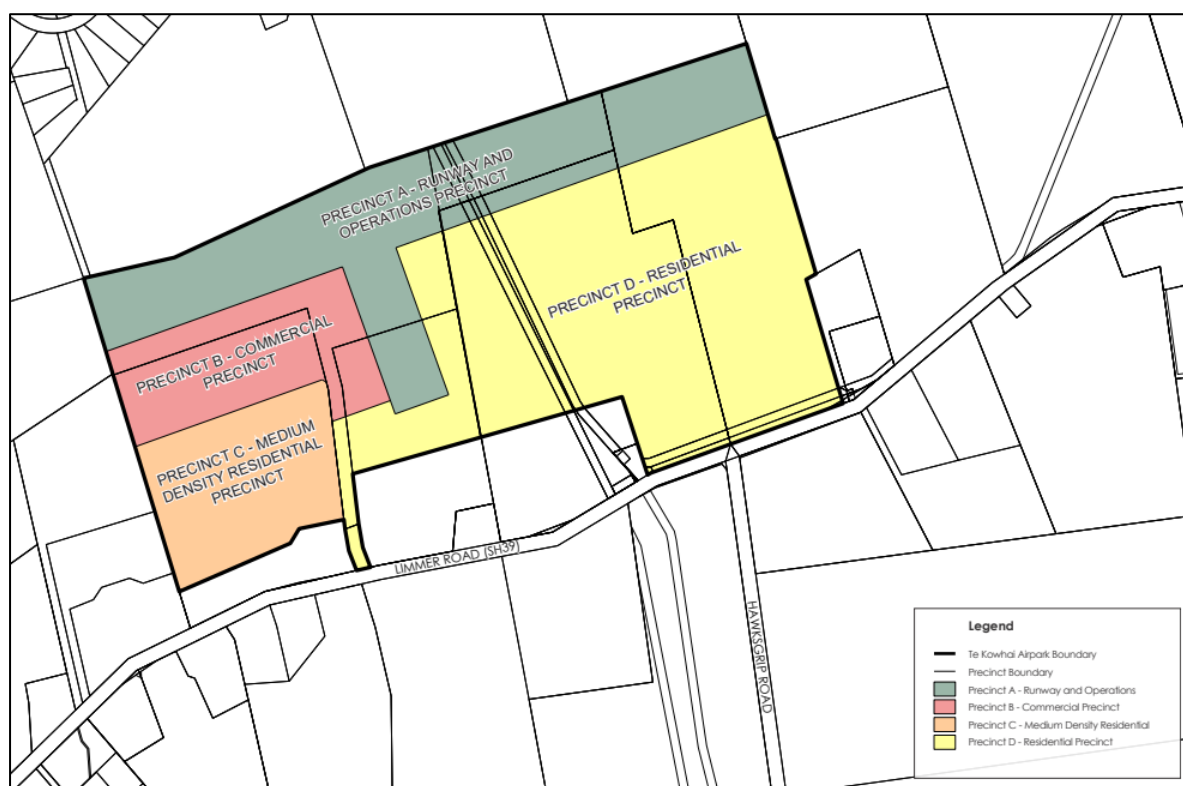 PRECINCT A - RUNWAY AND
OPERATIONS PRECINCT
PRECINCT D - RESIDENTIAL
PRECINCT
PRECINCT B - COMMERCIAL
PRECINCT
PRECINCT C - MEDIUM
DENSITY RESIDENTIAL
PRECINCT
LIMMER ROAD (SH39)
HAWKSGRIP ROAD
Legend
Te Kowhai Airpark Boundary
Precinct Boundary
Precinct A - Runway and Operations
Precinct B - Commercial Precinct
Precinct C - Medium Density Residential
Precinct D - Residential Precinct